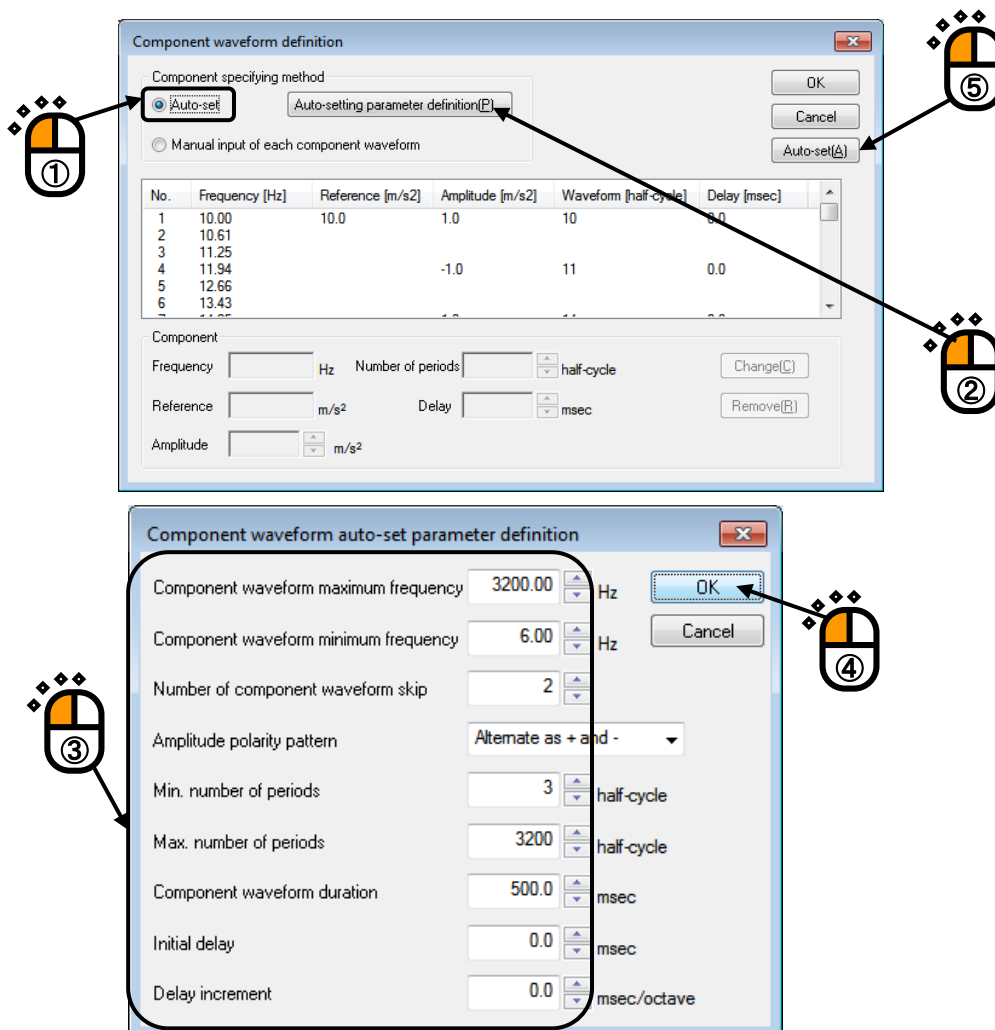 Component waveform definition
Component specifying method
Auto-set
Auto-setting parameter definition(P)
Manual input of each component waveform
OK
Cancel
Auto-set(A)
①
⑤
②
No. Frequency [Hz] Reference [m/s2] Amplitude [m/s2] Waveform [half-cycle] Delay [msec]
1 10.00 10.0 1.0 10 0.0
2 10.61
3 11.25
4 11.94 -1.0 11 0.0
5 12.66
6 13.43
Component
Frequency Hz Number of periods half-cycle Change(C)
Reference m/s2 Delay msec Remove(R)
Amplitude m/s2
Component waveform auto-set parameter definition
Component waveform maximum frequency 3200.00 Hz OK
Component waveform minimum frequency 6.00 Hz Cancel
④
Number of component waveform skip 2
③
Amplitude polarity pattern Alternate as + and -
Min. number of periods 3 half-cycle
Max. number of periods 3200 half-cycle
Component waveform duration 500.0 msec
Initial delay 0.0 msec
Delay increment 0.0 msec/octave